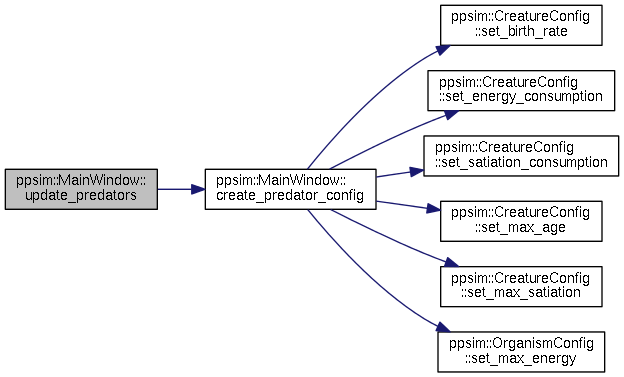 ppsim::MainWindow::
update_predators
ppsim::MainWindow::
create_predator_config
ppsim::CreatureConfig
::set_birth_rate
ppsim::CreatureConfig
::set_energy_consumption
ppsim::CreatureConfig
::set_satiation_consumption
ppsim::CreatureConfig
::set_max_age
ppsim::CreatureConfig
::set_max_satiation
ppsim::OrganismConfig
::set_max_energy